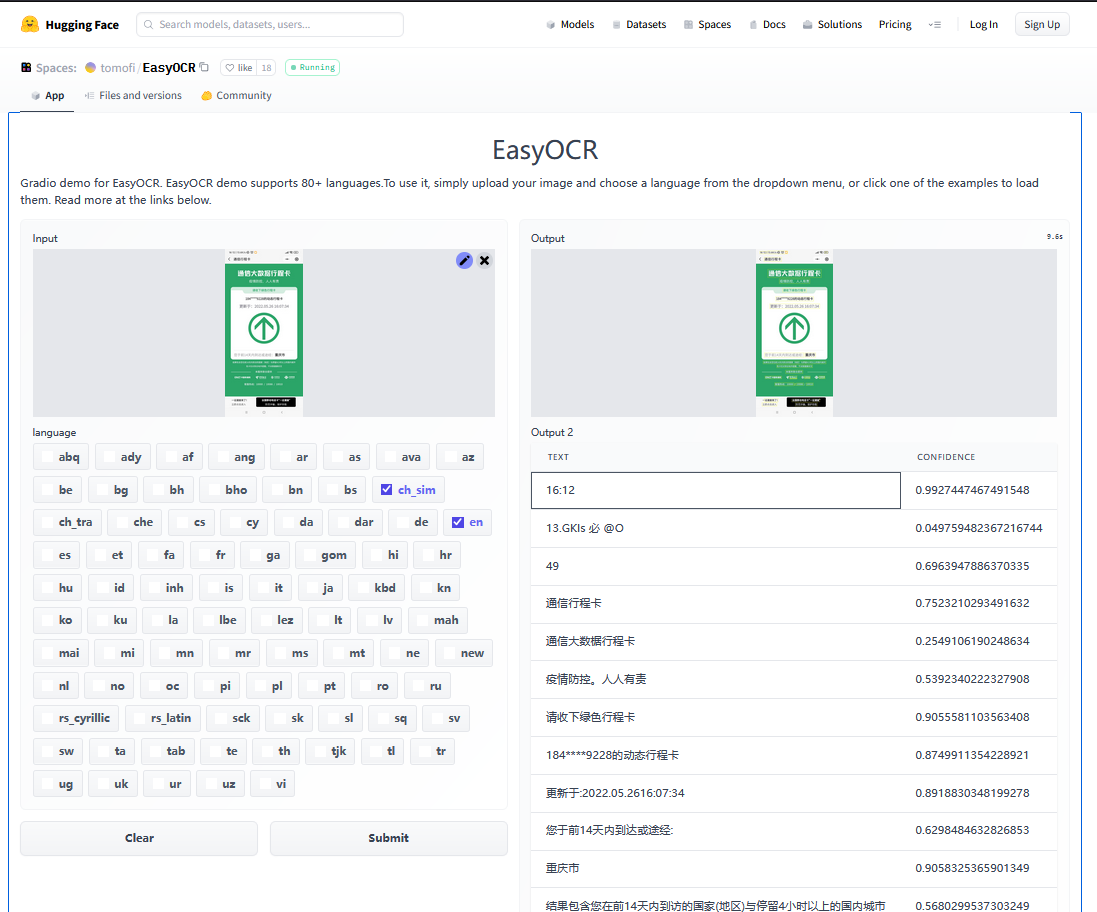 Hugging Face
Search models, datasets, users...
Models
Datasets
Spaces
Docs
Solutions
Pricing
Log In
Sign Up
Spaces:
tomofi/EasyOCR
like 18
Running
App
Files and versions
Community
EasyOCR
Gradio demo for EasyOCR. EasyOCR demo supports 80+ languages.To use it, simply upload your image and choose a language from the dropdown menu, or click one of the examples to load
them. Read more at the links below.
Input
通信大数据行程卡
language
abq ady af ang ar as ava az
be bg bh bho bn bs ch_sim
ch_tra che cs cy da dar de en
es et fa fr ga gom hi hr
hu id inh is it ja kbd kn
ko ku la lbe lez lt lv mah
mai mi mn mr ms mt ne new
nl no oc pi pl pt ro ru
rs_cyrillic rs_latin sck sk sl sq sv
sw ta tab te th tjk tl tr
ug uk ur uz vi
Clear
Submit
Output
9.6s
通信大数据行程卡
Output 2
TEXT CONFIDENCE
16:12 0.9927447467491548
13.GKIs 必 @O 0.049759482367216744
49 0.6963947886370335
通信行程卡 0.7523210293491632
通信大数椐行程卡 0.2549106190248634
疫情防控。人人有责 0.5392340222327908
请收下绿色行程卡 0.9055581103563408
184****9228的动态行程卡 0.8749911354228921
更新于:2022.05.2616:07:34 0.8918830348199278
您于前14天内到达或途经: 0.6298484632826853
重庆市 0.9058325365901349
结果包含您在前14天内到访的国家(地区)与停留4小时以上的国内城市 0.5680299537303249